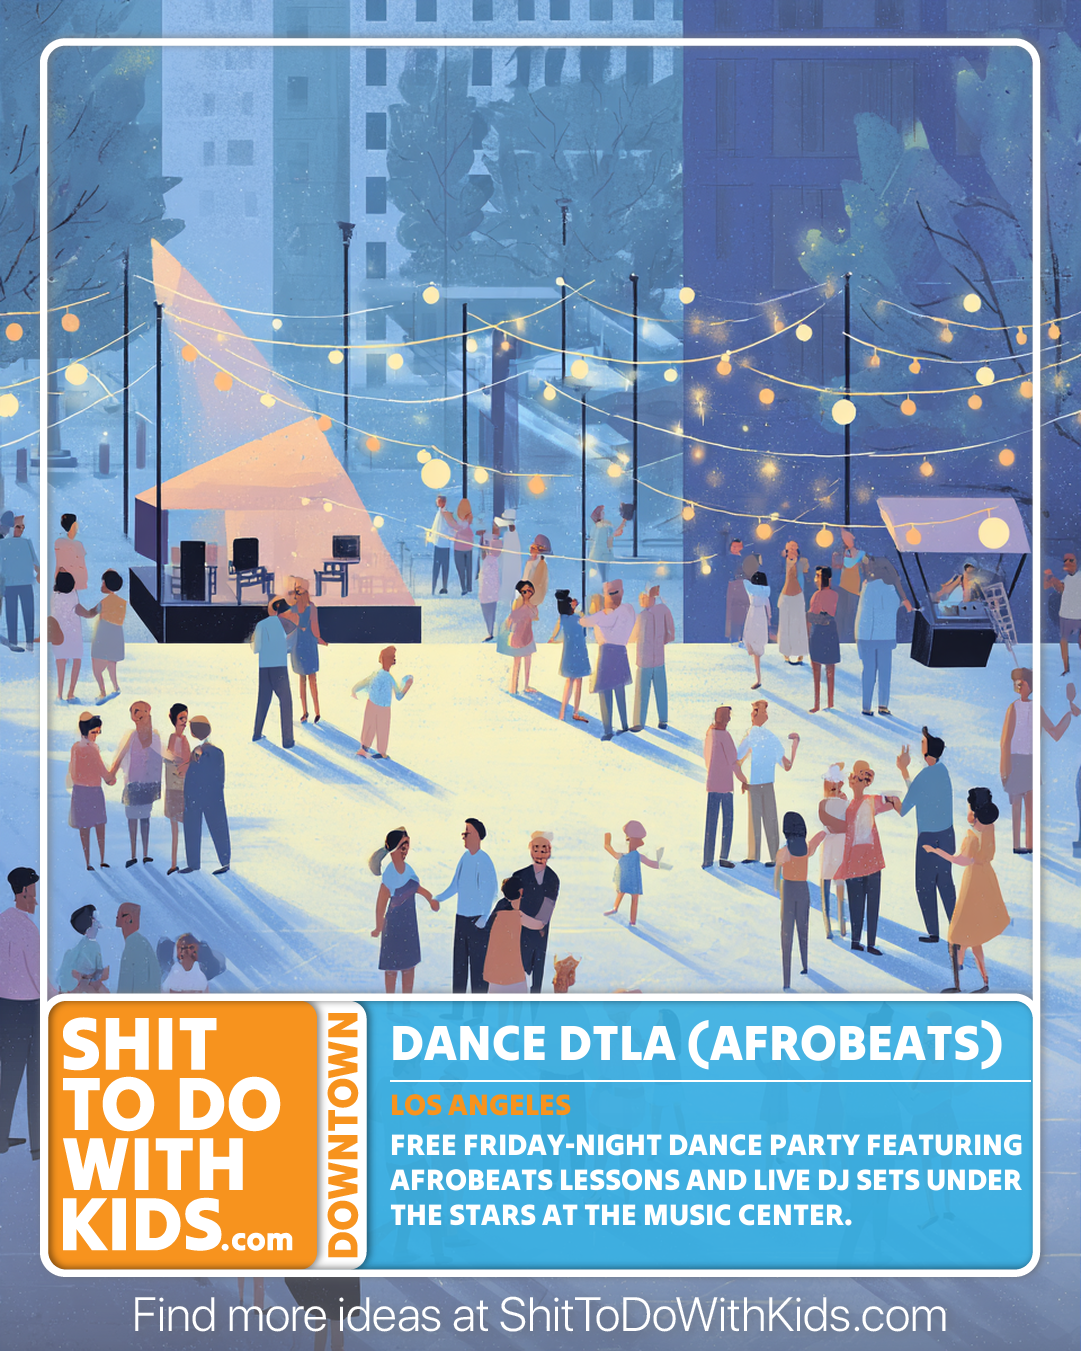 SHIT
TO DO
WITH
KIDS.com
DOWNTOWN
DANCE DTLA (AFROBEATS)
LOS ANGELES
FREE FRIDAY-NIGHT DANCE PARTY FEATURING
AFROBEATS LESSONS AND LIVE DJ SETS UNDER
THE STARS AT THE MUSIC CENTER.
Find more ideas at ShitToDoWithKids.com